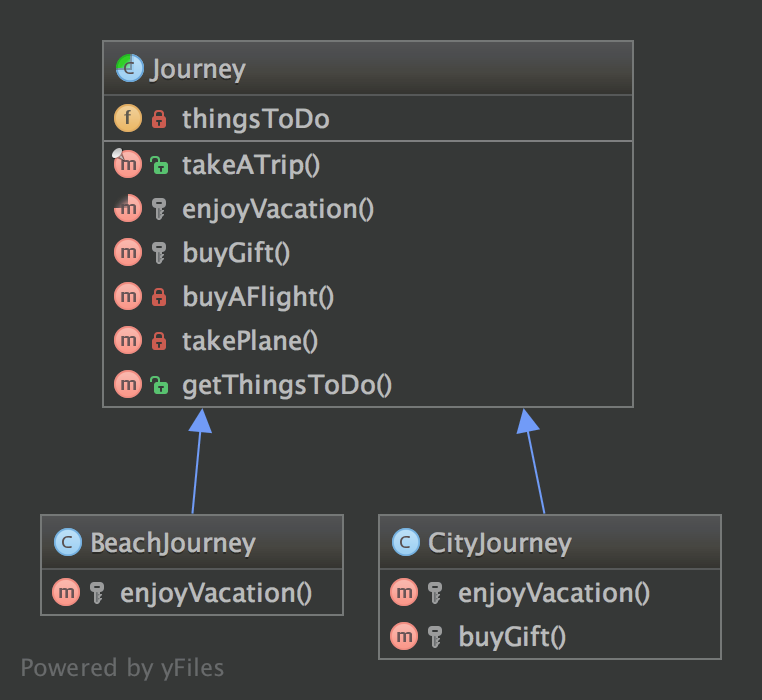 Journey
thingsToDo
takeATrip()
enjoyVacation()
buyGift()
buyAFlight()
takePlane()
getThingsToDo()
BeachJourney
enjoyVacation()
CityJourney
enjoyVacation()
buyGift()
Powered by yFiles